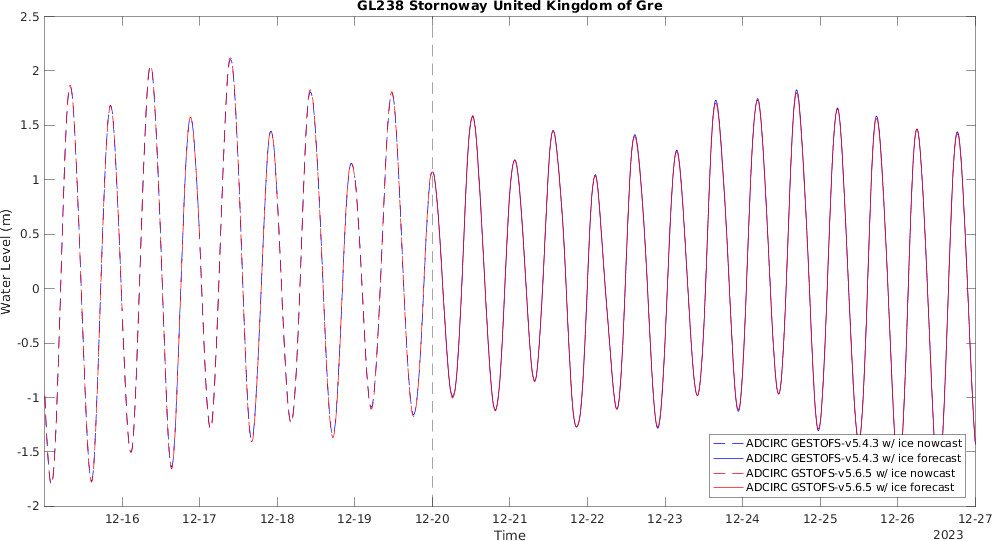 GL238 Stornoway United Kingdom of Gre
2.5
2
1.5
1
0.5
0
-0.5
-1
-1.5
-2
Water Level (m)
ADCIRC GESTOFS-v5.4.3 w/ ice nowcast
ADCIRC GESTOFS-v5.4.3 w/ ice forecast
ADCIRC GSTOFS-v5.6.5 w/ ice nowcast
ADCIRC GSTOFS-v5.6.5 w/ ice forecast
12-16 12-17 12-18 12-19 12-20 12-21 12-22 12-23 12-24 12-25 12-26 12-27
Time
2023